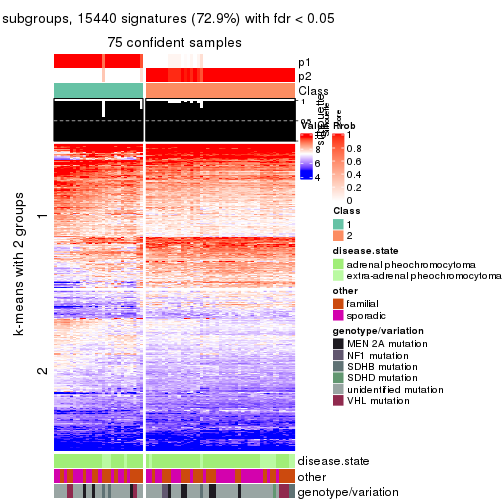 subgroups, 15440 signatures (72.9%) with fdr < 0.05
75 confident samples
p1
p2
Class
1
0.5
silhouette
score
Value
8
6
4
Prob
1
0.8
0.6
0.4
0.2
0
Class
1
2
disease.state
adrenal pheochromocytoma
extra-adrenal pheochromocytoma
other
familial
sporadic
genotype/variation
MEN 2A mutation
NF1 mutation
SDHB mutation
SDHD mutation
unidentified mutation
VHL mutation
k-means with 2 groups
1
2
disease.state
other
genotype/variation